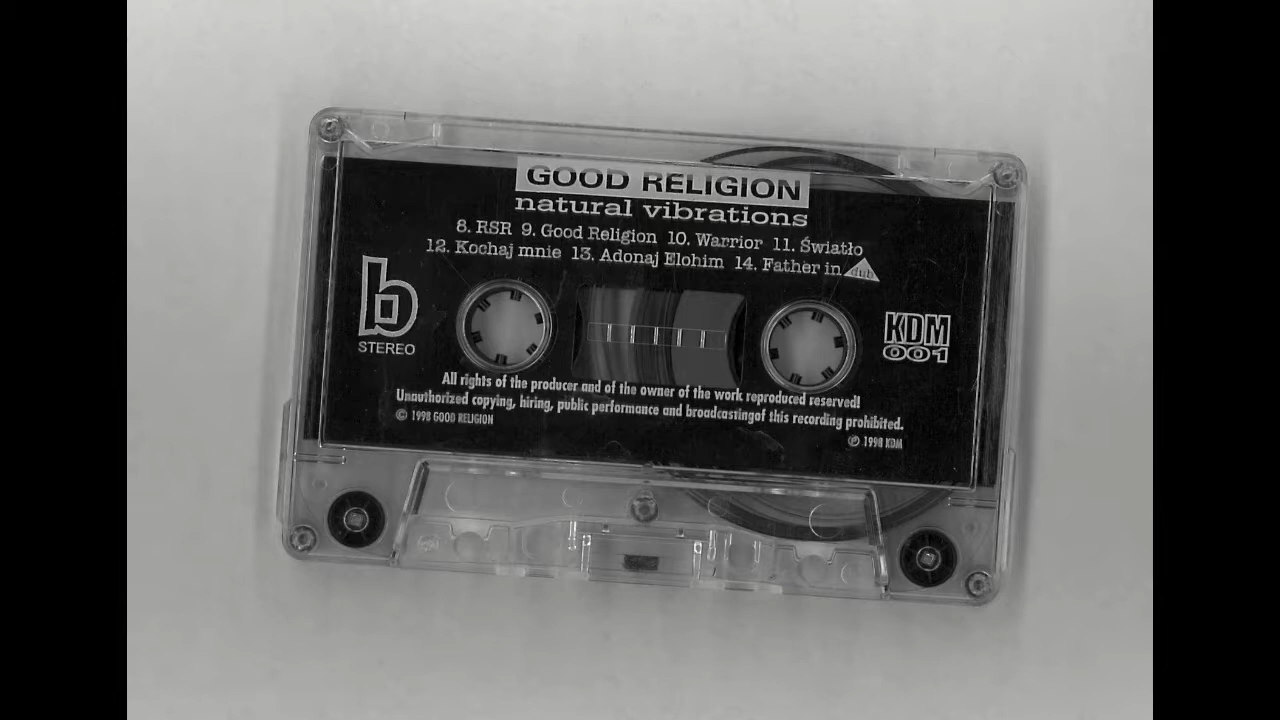 GOOD RELIGION
natural vibrations
8. RSR 9. Good Religion 10. Warrior 11. Światło
12. Kochaj mnie 13. Adonaj Elohim 14. Father in dub
b
STEREO
KDM
001
All rights of the producer and of the owner of the work reproduced reserved!
Unauthorized copying, hiring, public performance and broadcastingof this recording prohibited.
© 1998 GOOD RELIGION
℗ 1998 KDM